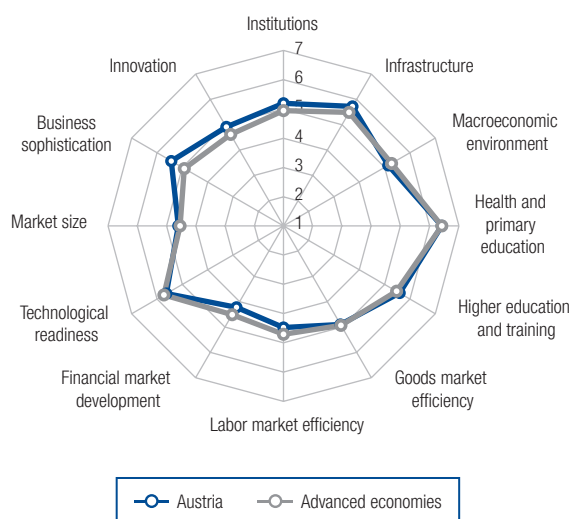 Institutions
7
6
5
4
3
2
1
Infrastructure
Macroeconomic
environment
Health and
primary
education
Higher education
and training
Goods market
efficiency
Labor market efficiency
Financial market
development
Technological
readiness
Market size
Business
sophistication
Innovation
Austria
Advanced economies